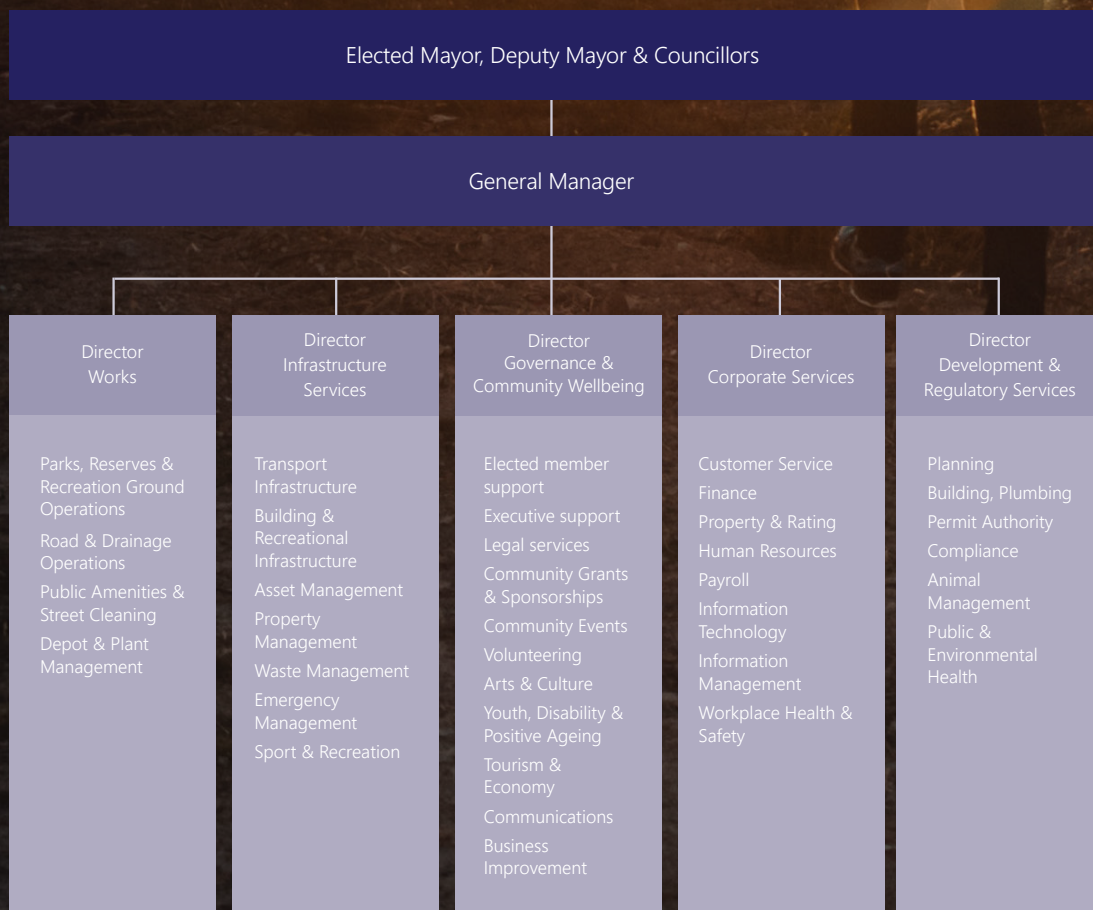 Elected Mayor, Deputy Mayor & Councillors
General Manager
Director
Works
Parks, Reserves &
Recreation Ground
Operations
Road & Drainage
Operations
Public Amenities &
Street Cleaning
Depot & Plant
Management
Director
Infrastructure
Services
Transport
Infrastructure
Building &
Recreational
Infrastructure
Asset Management
Property
Management
Waste Management
Emergency
Management
Sport & Recreation
Director
Governance &
Community Wellbeing
Elected member
support
Executive support
Legal services
Community Grants
& Sponsorships
Community Events
Volunteering
Arts & Culture
Youth, Disability &
Positive Ageing
Tourism &
Economy
Communications
Business
Improvement
Director
Corporate Services
Customer Service
Finance
Property & Rating
Human Resources
Payroll
Information
Technology
Information
Management
Workplace Health &
Safety
Director
Development &
Regulatory Services
Planning
Building, Plumbing
Permit Authority
Compliance
Animal
Management
Public &
Environmental
Health